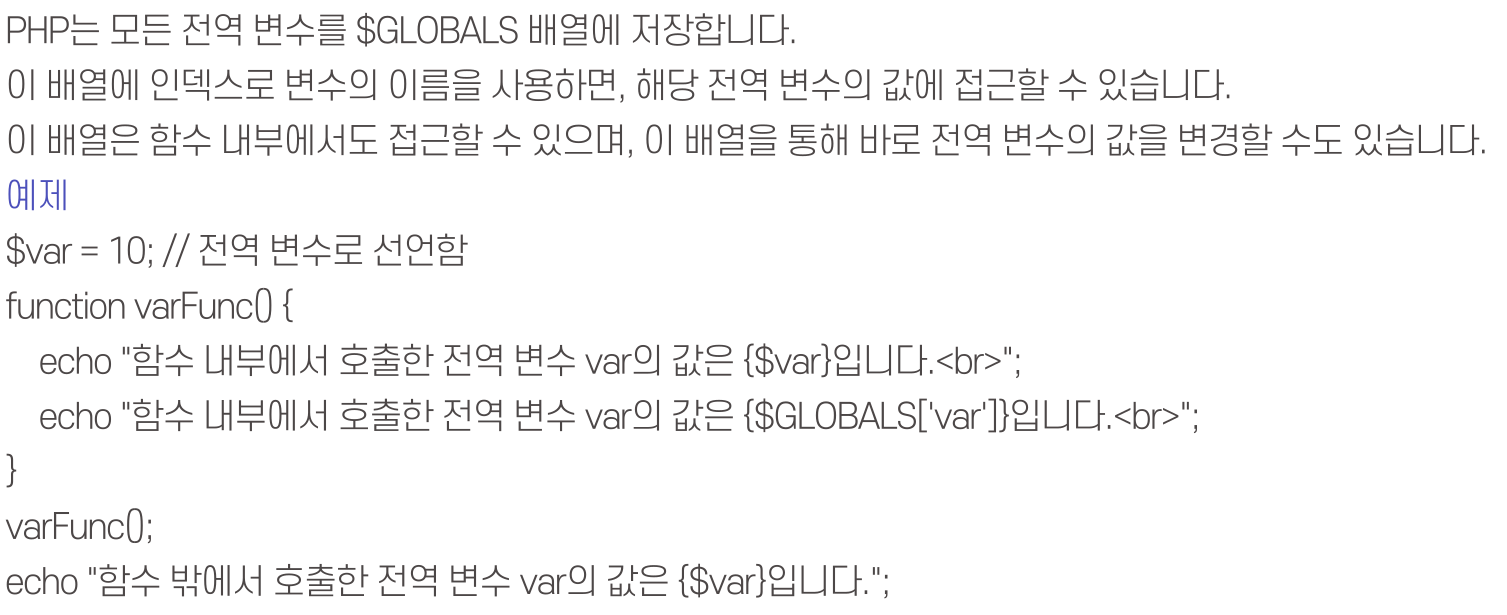 PHP는 모든 전역 변수를 $GLOBALS 배열에 저장합니다.
이 배열에 인덱스로 변수의 이름을 사용하면, 해당 전역 변수의 값에 접근할 수 있습니다.
이 배열은 함수 내부에서도 접근할 수 있으며, 이 배열을 통해 바로 전역 변수의 값을 변경할 수도 있습니다.
예제
$var = 10; // 전역 변수로 선언함
function varFunc() {
    echo "함수 내부에서 호출한 전역 변수 var의 값은 {$var}입니다.<br>";
    echo "함수 내부에서 호출한 전역 변수 var의 값은 {$GLOBALS['var']}입니다.<br>";
}
varFunc();
echo "함수 밖에서 호출한 전역 변수 var의 값은 {$var}입니다.";